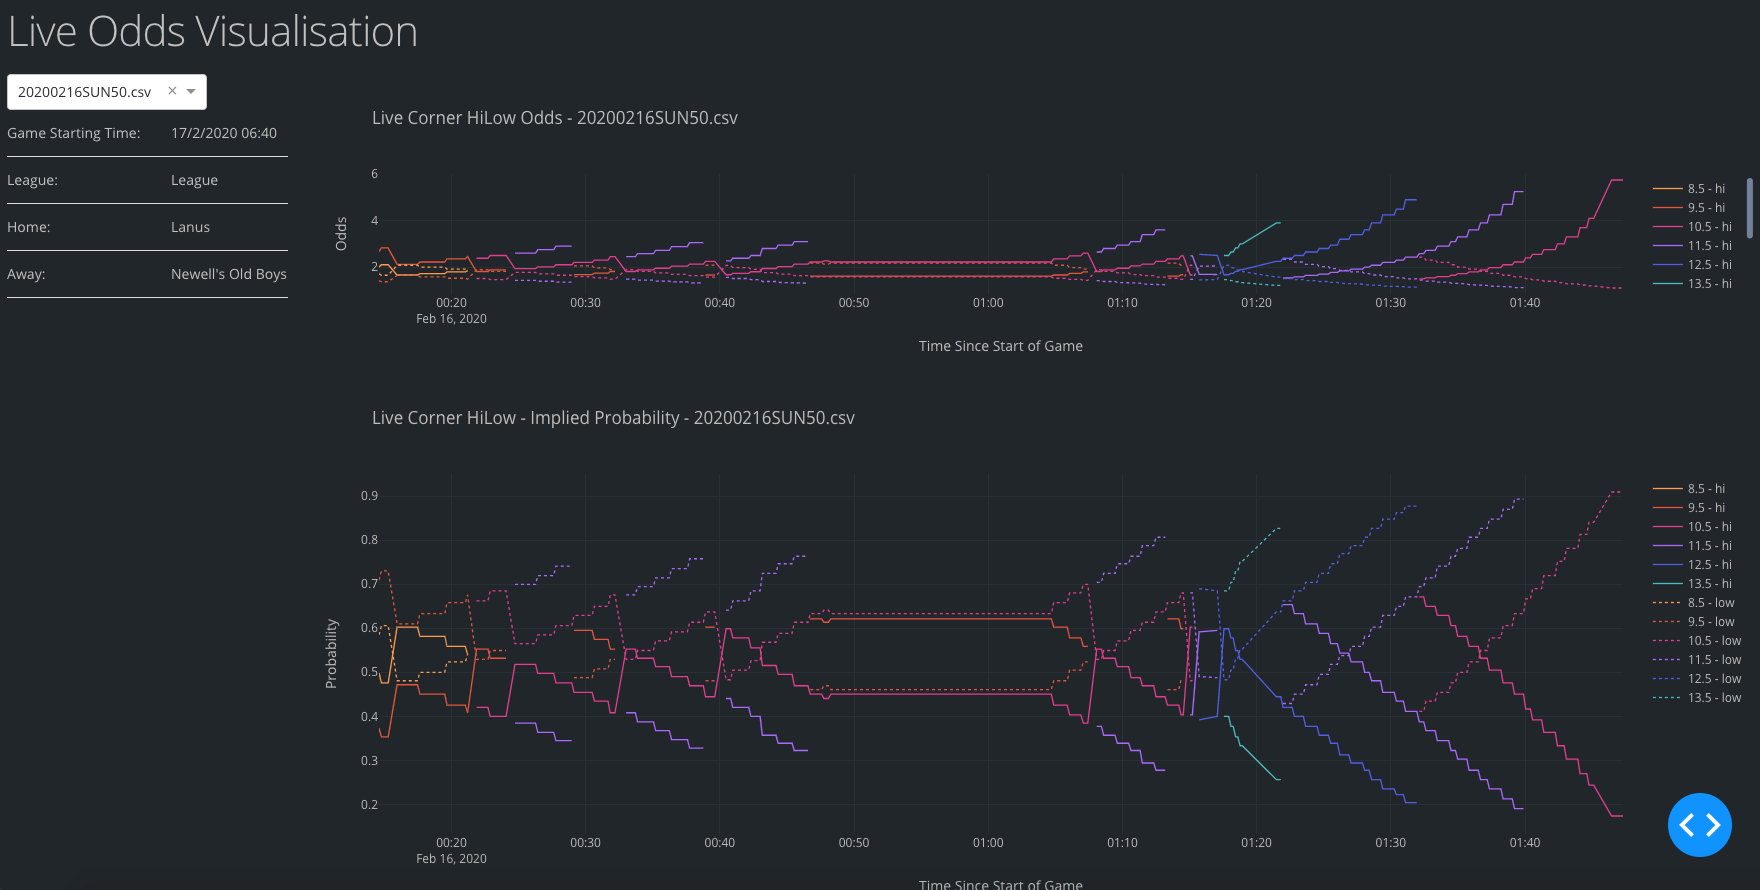 Live Odds Visualisation
20200216SUN50.csv × 
Game Starting Time: 17/2/2020 06:40
League: League
Home: Lanus
Away: Newell's Old Boys
Live Corner HiLow Odds - 20200216SUN50.csv
Odds
6
4
2
00:20 00:30 00:40 00:50 01:00 01:10 01:20 01:30 01:40
Feb 16, 2020
Time Since Start of Game
8.5 - hi
9.5 - hi
10.5 - hi
11.5 - hi
12.5 - hi
13.5 - hi
Live Corner HiLow - Implied Probability - 20200216SUN50.csv
Probability
0.9
0.8
0.7
0.6
0.5
0.4
0.3
0.2
00:20 00:30 00:40 00:50 01:00 01:10 01:20 01:30 01:40
Feb 16, 2020
Time Since Start of Game
8.5 - hi
9.5 - hi
10.5 - hi
11.5 - hi
12.5 - hi
13.5 - hi
8.5 - low
9.5 - low
10.5 - low
11.5 - low
12.5 - low
13.5 - low